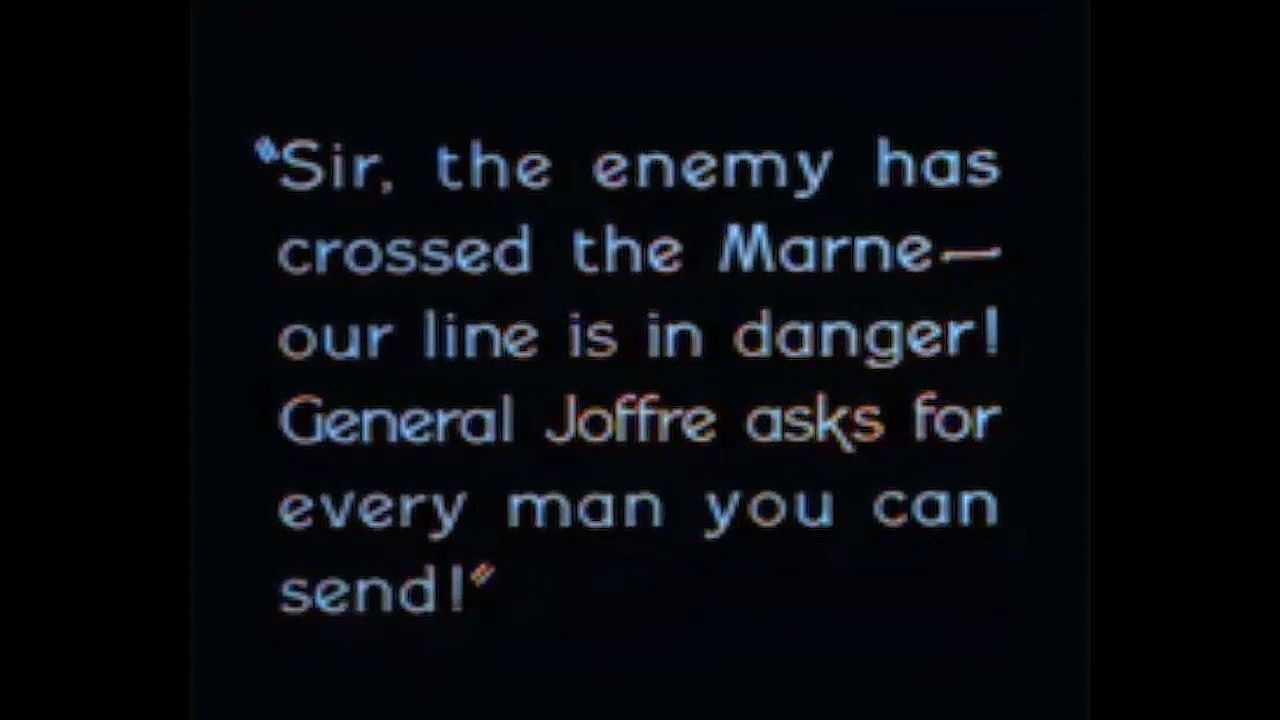 “Sir, the enemy has
crossed the Marne—
our line is in danger!
General Joffre asks for
every man you can
send!”